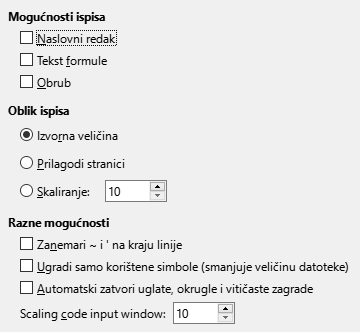 Mogućnosti ispisa
Naslovni redak
Tekst formule
Obrub
Oblik ispisa
Izvorna veličina
Prilagodi stranici
Skaliranje: 10
Razne mogućnosti
Zanemari ~ i ' na kraju linije
Ugradi samo korištene simbole (smanjuje veličinu datoteke)
Automatski zatvori uglate, okrugle i vitičaste zagrade
Scaling code input window: 10